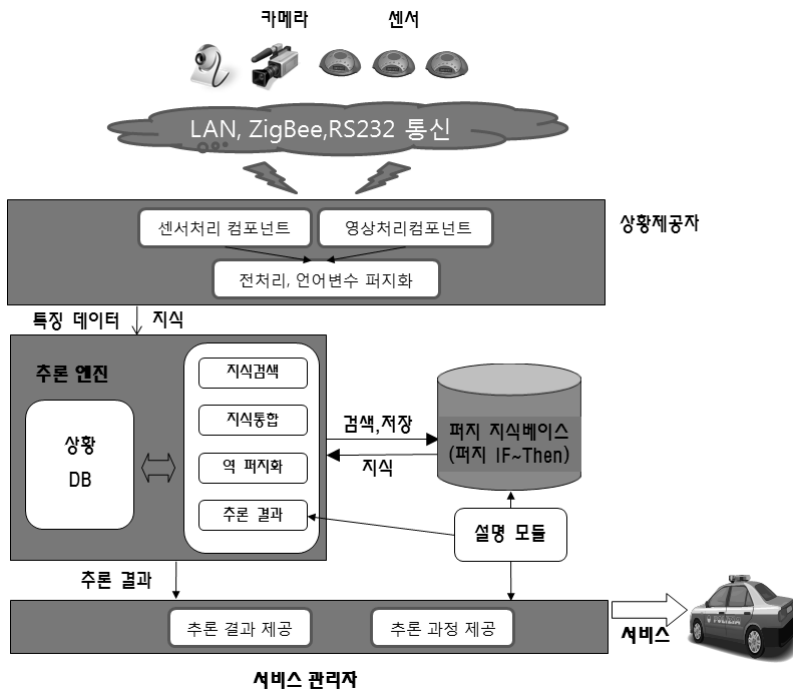 카메라
센서
LAN, ZigBee,RS232 통신
센서처리 컴포넌트
영상처리컴포넌트
상황제공자
전처리, 언어변수 퍼지화
특징 데이터
지식
추론 엔진
지식검색
상황
DB
지식통합
검색,저장
퍼지 지식베이스
(퍼지 IF~Then)
역 퍼지화
지식
추론 결과
설명 모듈
추론 결과
추론 결과 제공
추론 과정 제공
서비스
POLIZIA
서비스 관리자